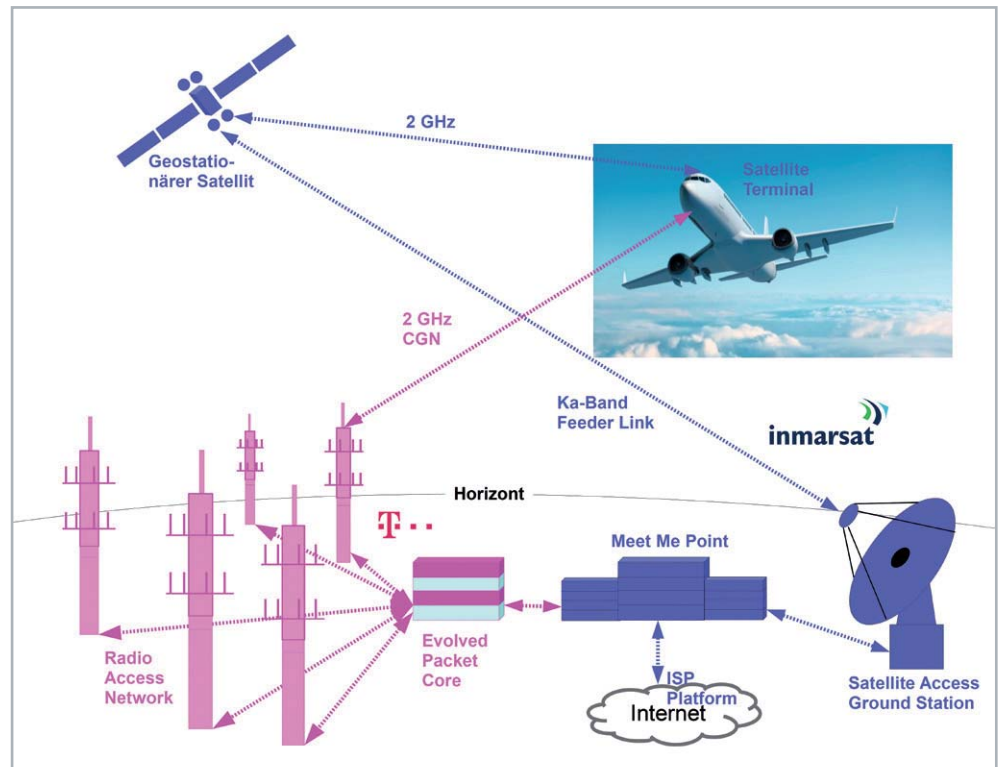 2 GHz
Geostatio-
närer Satellit
Satellite
Terminal
2 GHz
CGN
Ka-Band
Feeder Link
inmarsat
Horizont
T
Meet Me Point
Radio
Access
Network
Evolved
Packet
Core
ISP
Platform
Internet
Satellite Access
Ground Station